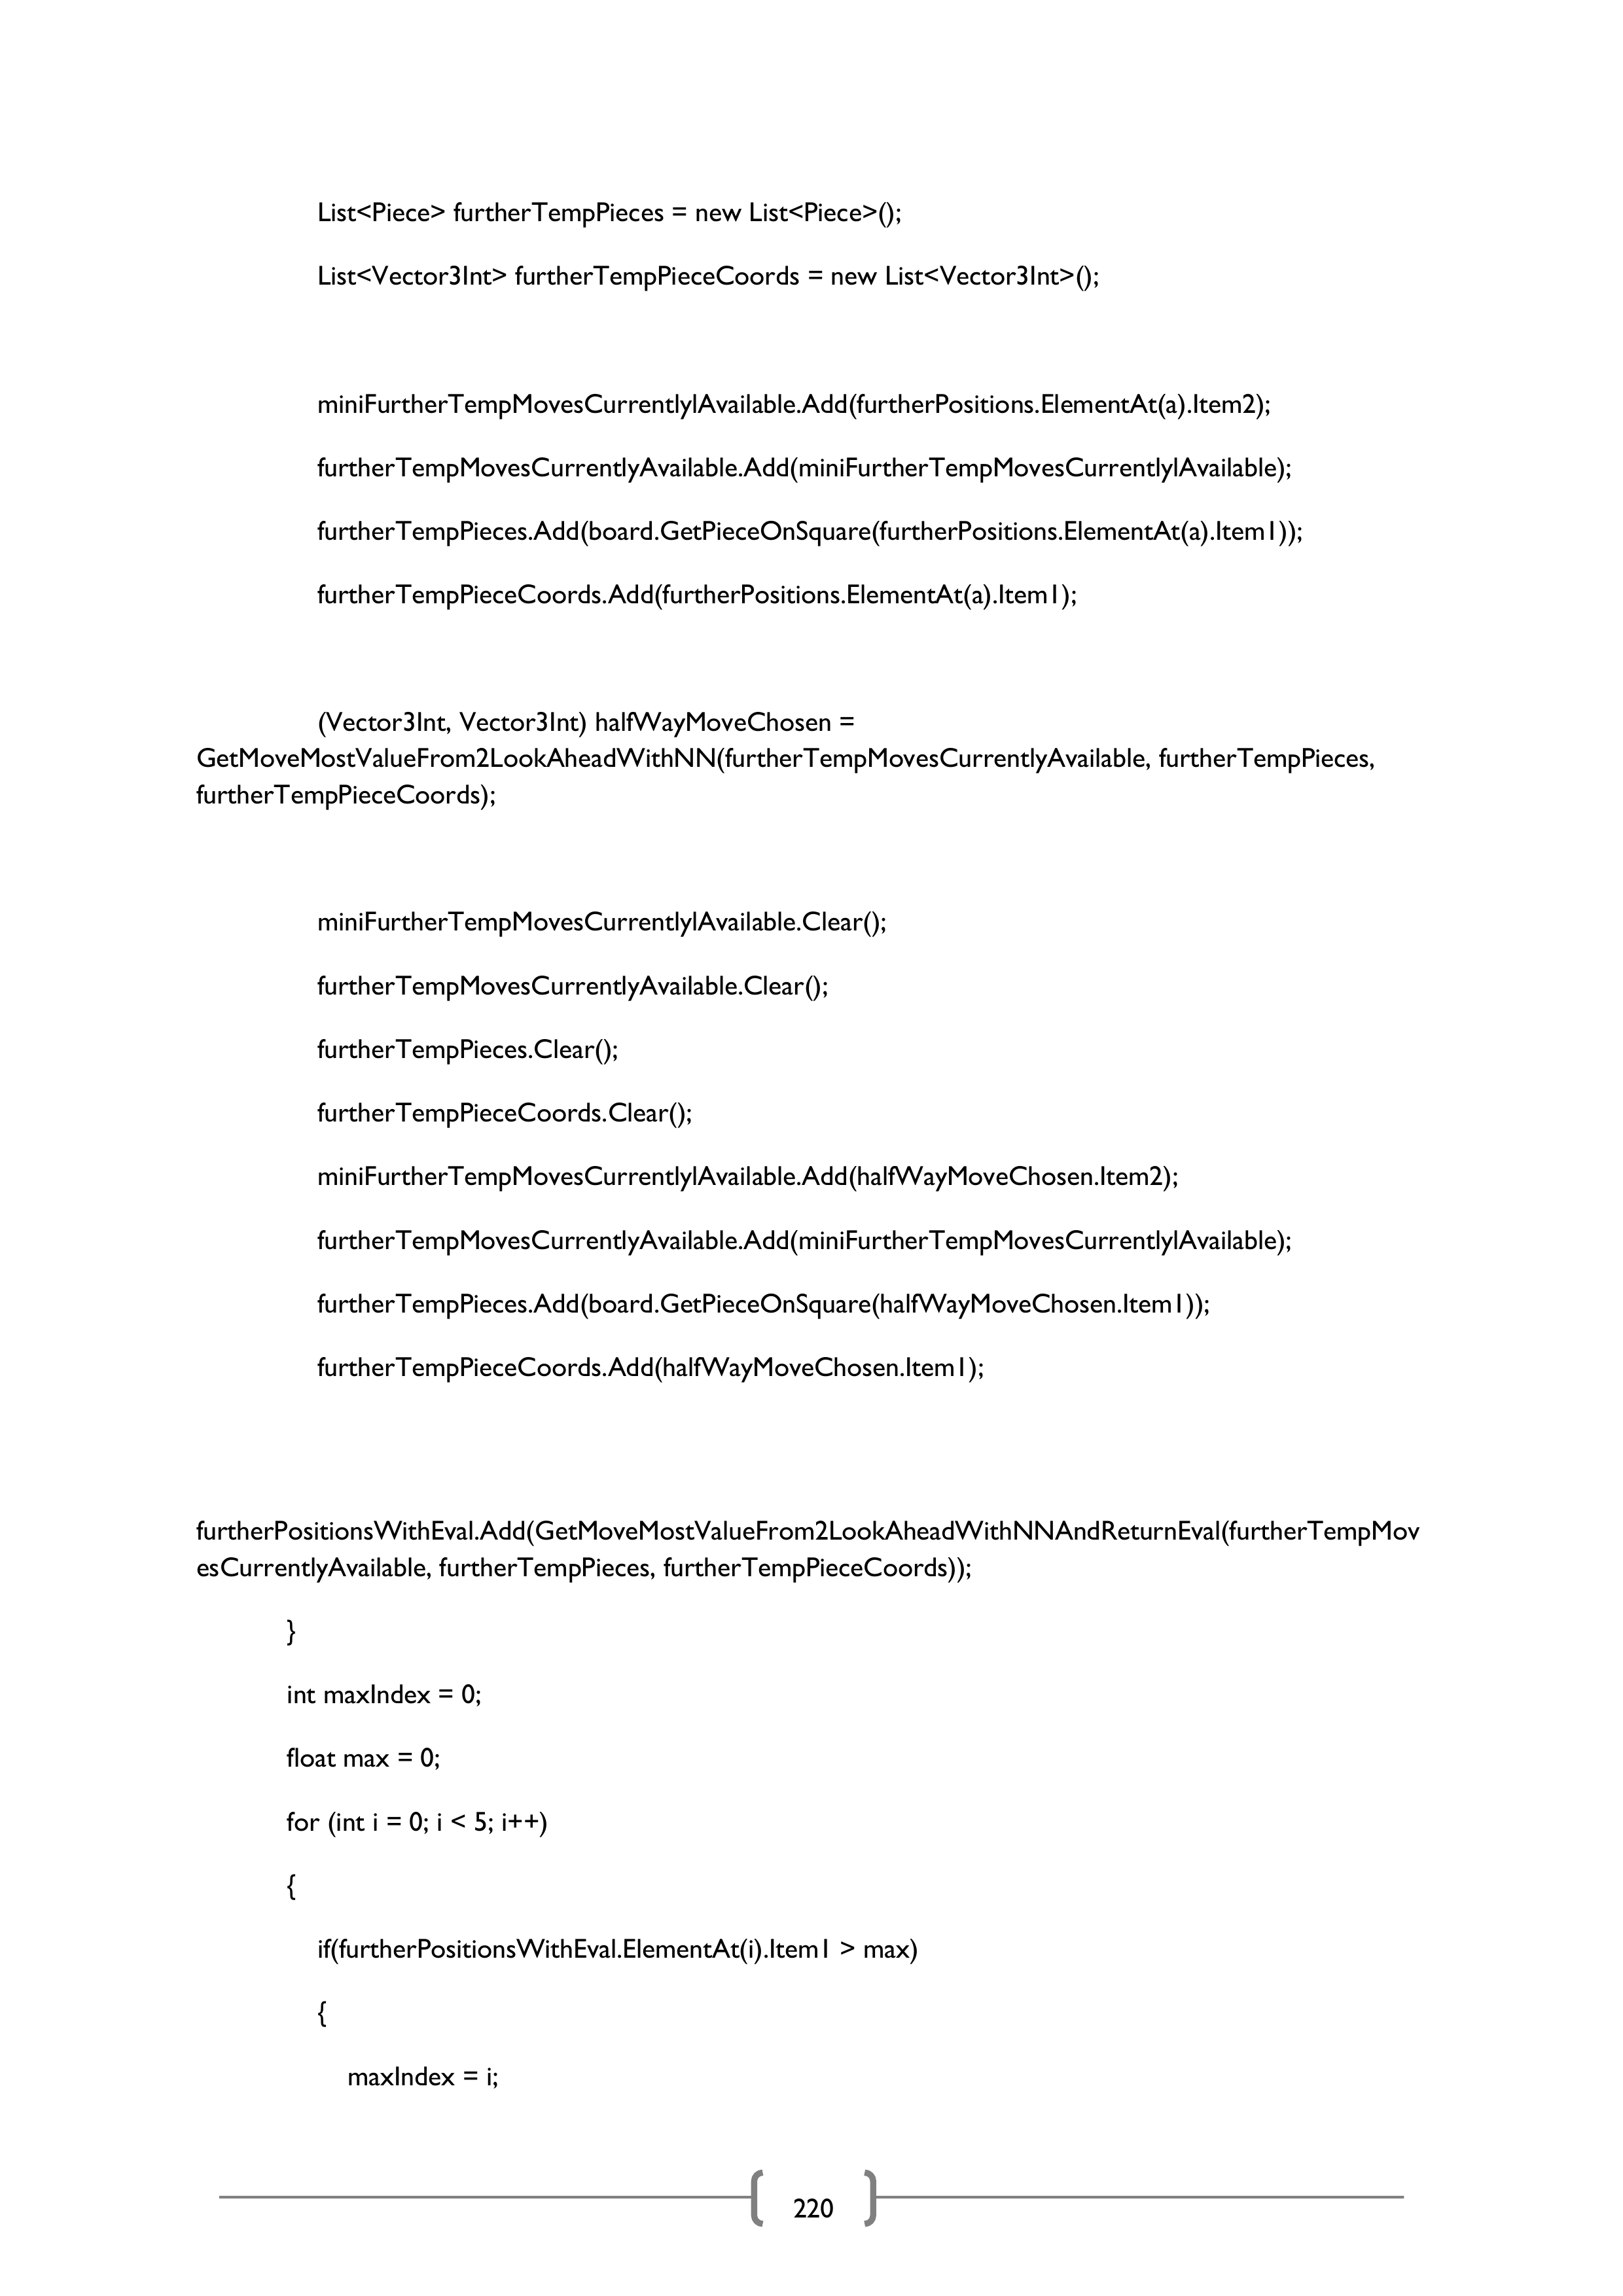 List<Piece> furtherTempPieces = new List<Piece>();
List<Vector3Int> furtherTempPieceCoords = new List<Vector3Int>();
miniFurtherTempMovesCurrentlylAvailable.Add(furtherPositions.ElementAt(a).Item2);
furtherTempMovesCurrentlyAvailable.Add(miniFurtherTempMovesCurrentlylAvailable);
furtherTempPieces.Add(board.GetPieceOnSquare(furtherPositions.ElementAt(a).Item1));
furtherTempPieceCoords.Add(furtherPositions.ElementAt(a).Item1);
(Vector3Int, Vector3Int) halfWayMoveChosen =
GetMoveMostValueFrom2LookAheadWithNN(furtherTempMovesCurrentlyAvailable, furtherTempPieces,
furtherTempPieceCoords);
miniFurtherTempMovesCurrentlylAvailable.Clear();
furtherTempMovesCurrentlyAvailable.Clear();
furtherTempPieces.Clear();
furtherTempPieceCoords.Clear();
miniFurtherTempMovesCurrentlylAvailable.Add(halfWayMoveChosen.Item2);
furtherTempMovesCurrentlyAvailable.Add(miniFurtherTempMovesCurrentlylAvailable);
furtherTempPieces.Add(board.GetPieceOnSquare(halfWayMoveChosen.Item1));
furtherTempPieceCoords.Add(halfWayMoveChosen.Item1);
furtherPositionsWithEval.Add(GetMoveMostValueFrom2LookAheadWithNNAndReturnEval(furtherTempMov
esCurrentlyAvailable, furtherTempPieces, furtherTempPieceCoords));
}
int maxIndex = 0;
float max = 0;
for (int i = 0; i < 5; i++)
{
if(furtherPositionsWithEval.ElementAt(i).Item1 > max)
{
maxIndex = i;
220